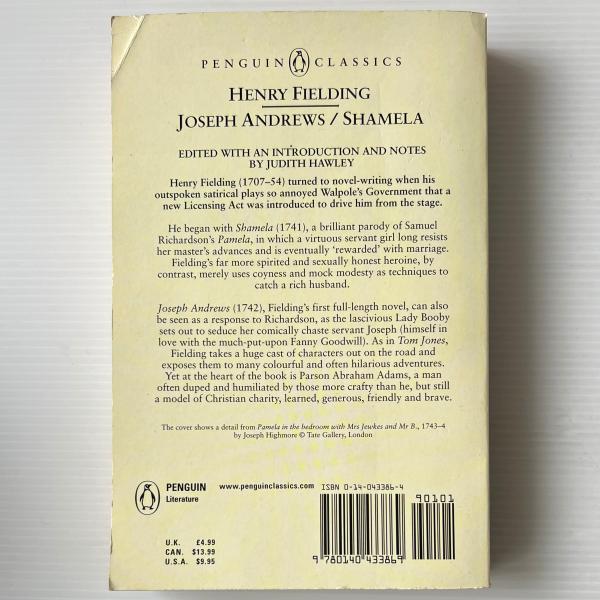 PENGUIN CLASSICS
HENRY FIELDING
JOSEPH ANDREWS / SHAMELA
EDITED WITH AN INTRODUCTION AND NOTES
BY JUDITH HAWLEY
Henry Fielding (1707–54) turned to novel-writing when his
outspoken satirical plays so annoyed Walpole's Government that a
new Licensing Act was introduced to drive him from the stage.
He began with Shamela (1741), a brilliant parody of Samuel
Richardson's Pamela, in which a virtuous servant girl long resists
her master's advances and is eventually 'rewarded' with marriage.
Fielding's far more spirited and sexually honest heroine, by
contrast, merely uses coyness and mock modesty as techniques to
catch a rich husband.
Joseph Andrews (1742), Fielding's first full-length novel, can also
be seen as a response to Richardson, as the lascivious Lady Booby
sets out to seduce her comically chaste servant Joseph (himself in
love with the much-put-upon Fanny Goodwill). As in Tom Jones,
Fielding takes a huge cast of characters out on the road and
exposes them to many colourful and often hilarious adventures.
Yet at the heart of the book is Parson Abraham Adams, a man
often duped and humiliated by those more crafty than he, but still
a model of Christian charity, learned, generous, friendly and brave.
The cover shows a detail from Pamela in the bedroom with Mrs Jewkes and Mr B., 1743–4
by Joseph Highmore © Tate Gallery, London
PENGUIN
Literature
www.penguinclassics.com
ISBN 0-14-043386-4
90101
9 780140 433869
U.K. £4.99
CAN. $13.99
U.S.A. $9.95